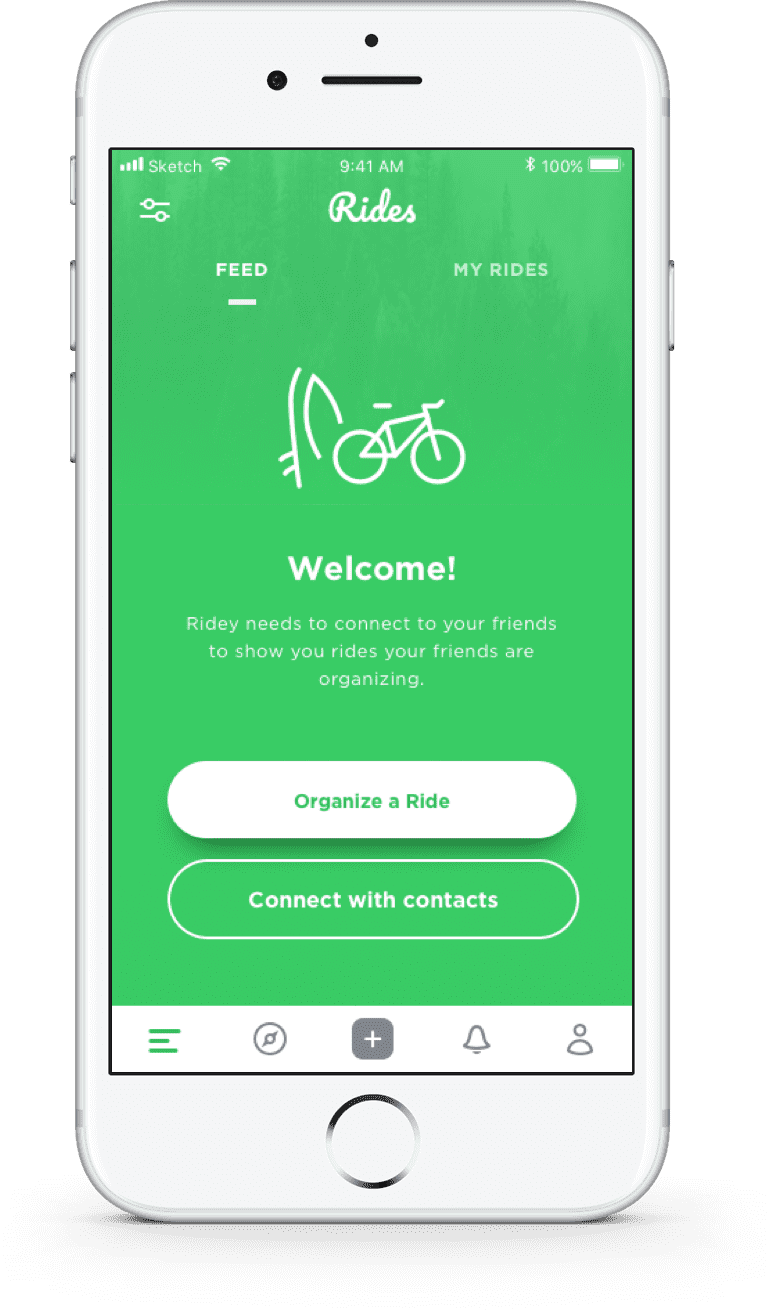 Sketch 9:41 AM 100%
Rides
FEED MY RIDES
Welcome!
Ridey needs to connect to your friends
to show you rides your friends are
organizing.
Organize a Ride
Connect with contacts